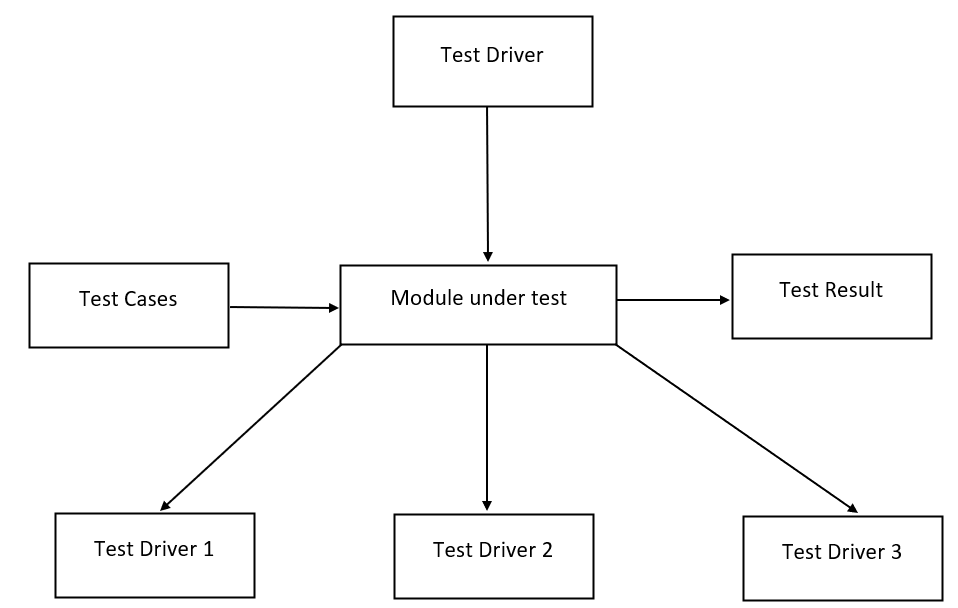 Test Driver
Test Cases
Module under test
Test Result
Test Driver 1
Test Driver 2
Test Driver 3